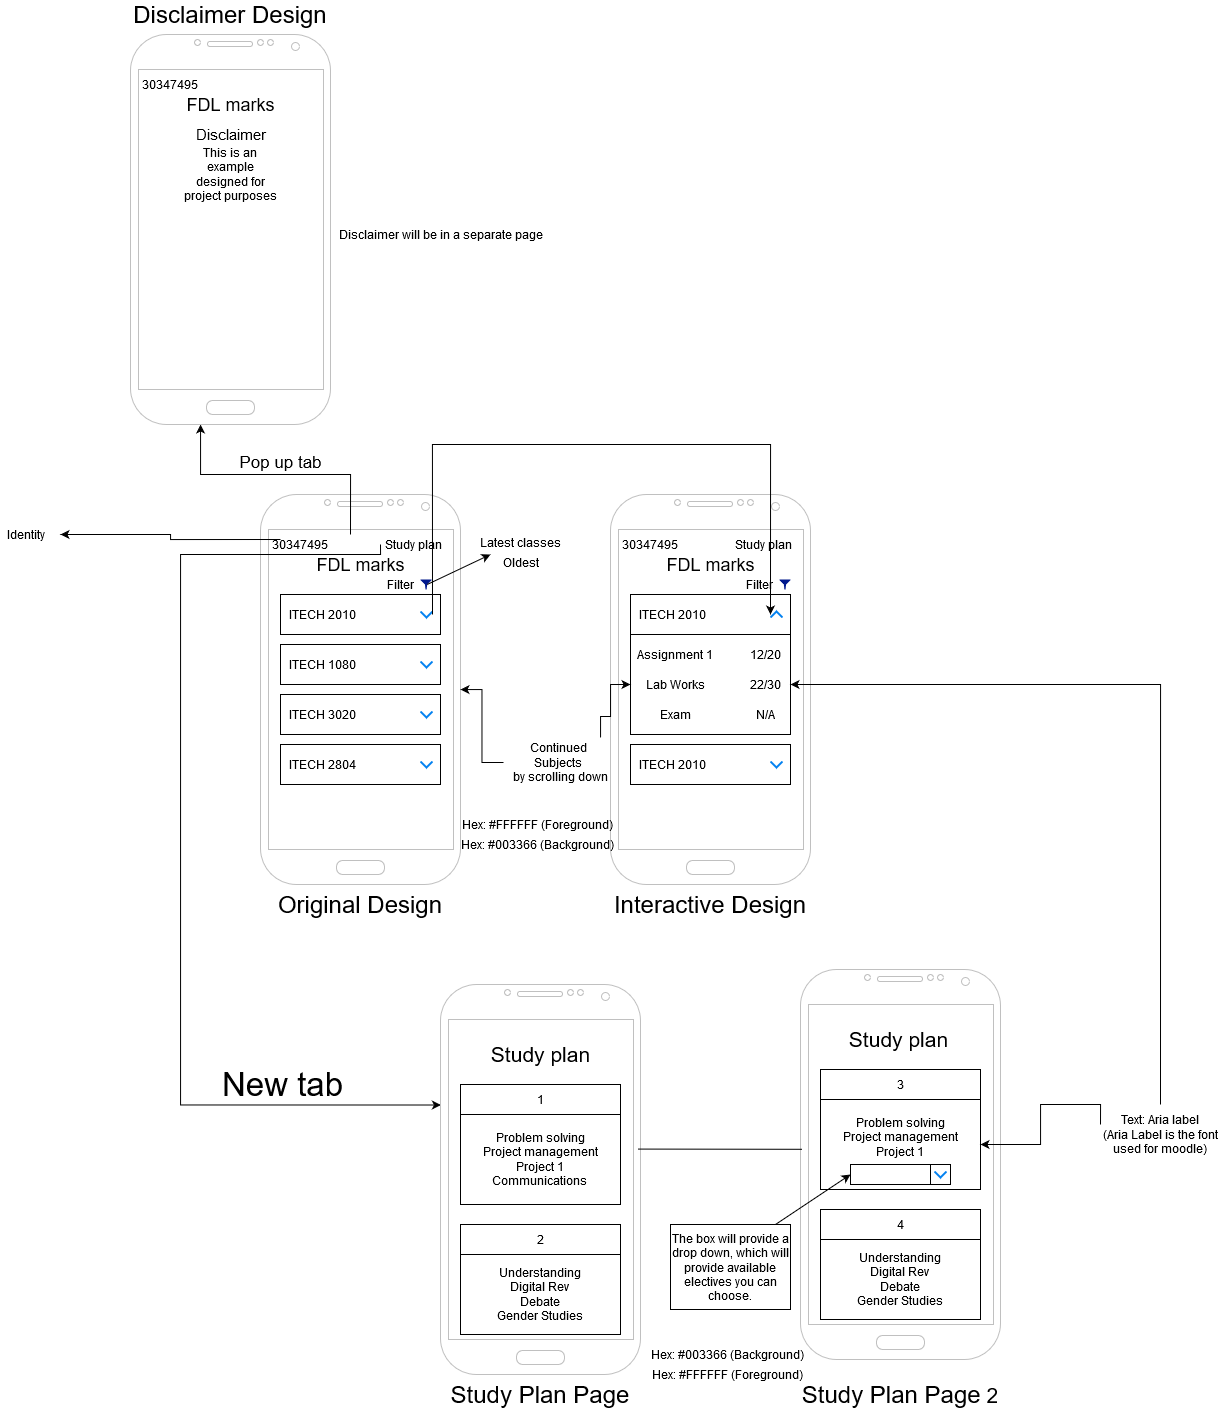 Disclaimer Design
30347495
FDL marks
Disclaimer
This is an
example
designed for
project purposes
Disclaimer will be in a separate page
Pop up tab
Identity
30347495
Study plan
FDL marks
Filter
ITECH 2010
ITECH 1080
ITECH 3020
ITECH 2804
Original Design
Latest classes
Oldest
Continued
Subjects
by scrolling down
Hex: #FFFFFF (Foreground)
Hex: #003366 (Background)
30347495
Study plan
FDL marks
Filter
ITECH 2010
Assignment 1 12/20
Lab Works 22/30
Exam N/A
ITECH 2010
Interactive Design
New tab
Study plan
1
Problem solving
Project management
Project 1
Communications
2
Understanding
Digital Rev
Debate
Gender Studies
Study Plan Page
Study plan
3
Problem solving
Project management
Project 1
4
Understanding
Digital Rev
Debate
Gender Studies
Study Plan Page 2
The box will provide a
drop down, which will
provide available
electives you can
choose.
Hex: #003366 (Background)
Hex: #FFFFFF (Foreground)
Text: Aria label
(Aria Label is the font
used for moodle)